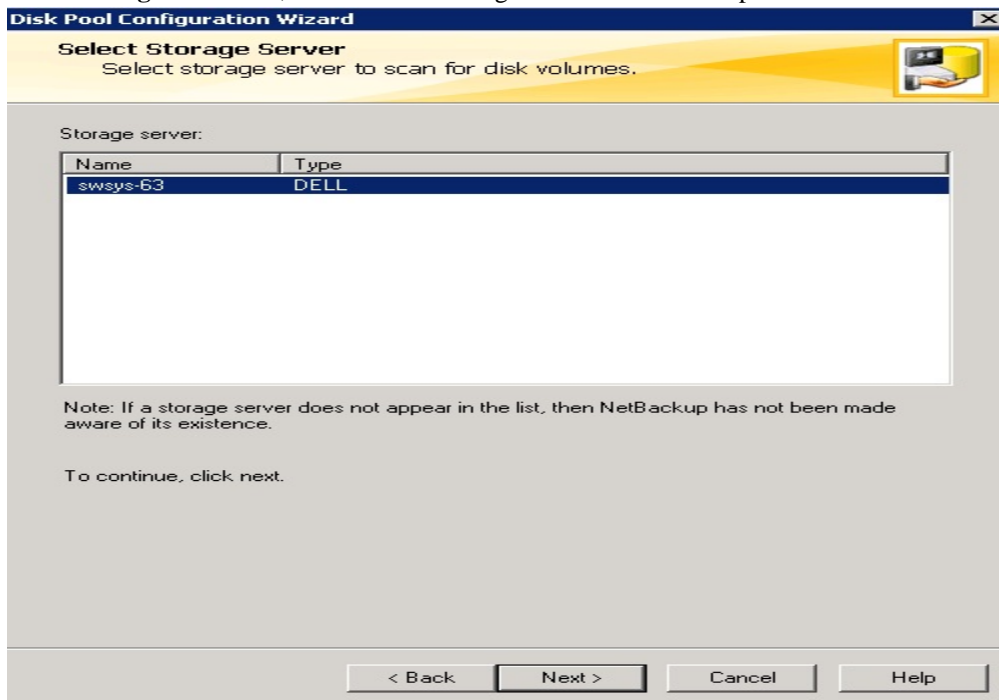 Disk Pool Configuration Wizard
Select Storage Server
Select storage server to scan for disk volumes.
Storage server:
Name Type
swsys-63 DELL
Note: If a storage server does not appear in the list, then NetBackup has not been made
aware of its existence.
To continue, click next.
< Back Next > Cancel Help